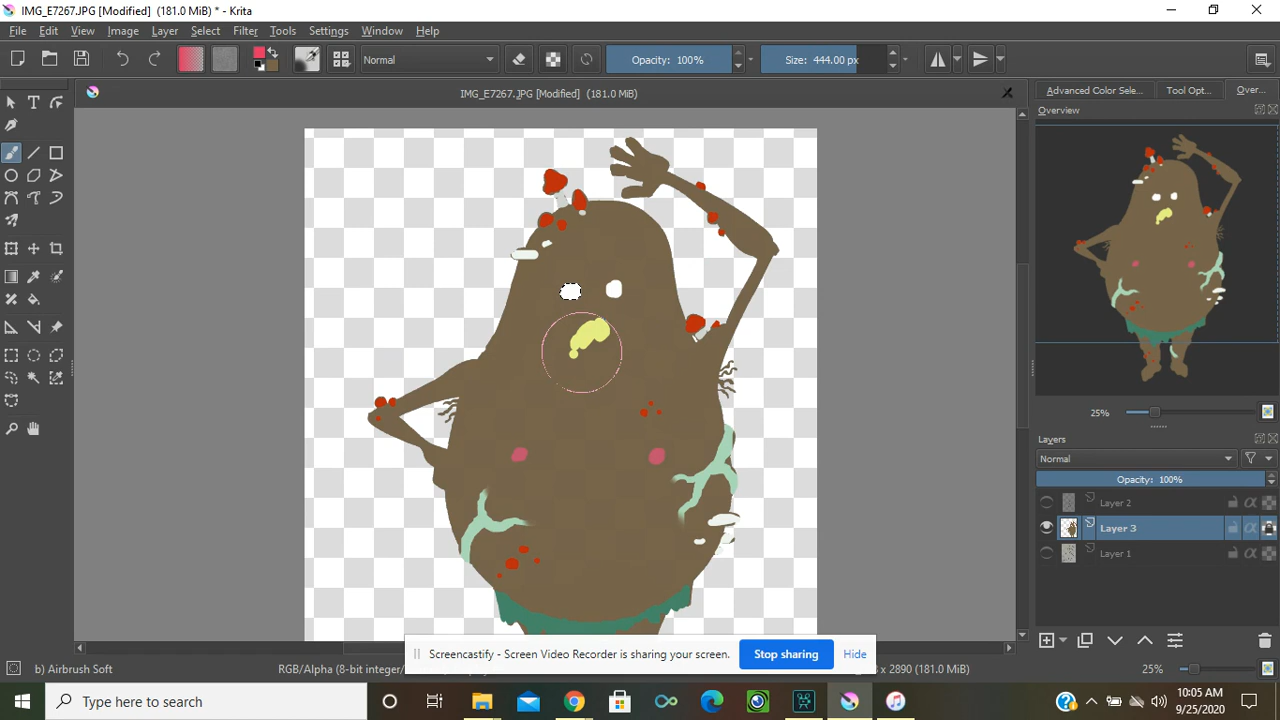 IMG_E7267.JPG [Modified] (181.0 MiB) * - Krita
File Edit View Image Layer Select Filter Tools Settings Window Help
Normal Opacity: 100% Size: 444.00 px
IMG_E7267.JPG [Modified] (181.0 MiB)
Advanced Color Sele... Tool Opt... Over...
Overview
25%
Layers
Normal
Opacity: 100%
Layer 2
Layer 3
Layer 1
Screencastify - Screen Video Recorder is sharing your screen. Stop sharing Hide
b) Airbrush Soft RGB/Alpha (8-bit integer/ x 2890 (181.0 MiB) 25%
Type here to search
10:05 AM
9/25/2020